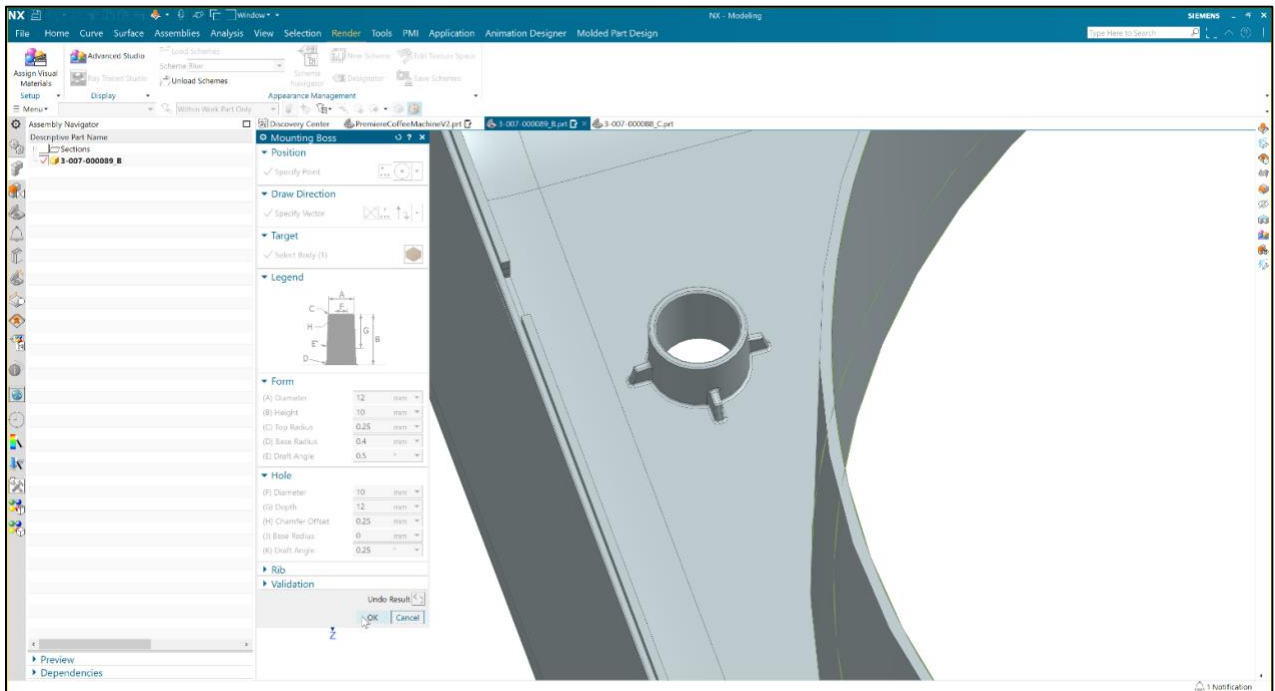 NX Window NX - Modeling SIEMENS
File Home Curve Surface Assemblies Analysis View Selection Render Tools PMI Application Animation Designer Molded Part Design Type Here to Search
Assign Visual Materials
Advanced Studio
Ray Traced Studio
Load Schemes
Scheme Blue
Unload Schemes
Scheme Navigator
New Scheme
Designator
Edit Texture Space
Save Schemes
Setup Display Appearance Management
Menu Within Work Part Only
Assembly Navigator
Discovery Center PremiereCoffeeMachineV2.prt 3-007-000089_B.prt 3-007-000088_C.prt
Descriptive Part Name
Sections
3-007-000089_B
Mounting Boss
Position
Specify Point
Draw Direction
Specify Vector
Target
Select Body (1)
Legend
A
C F
H G
E B
D
Form
(A) Diameter 12 mm
(B) Height 10 mm
(C) Top Radius 0.25 mm
(D) Base Radius 0.4 mm
(E) Draft Angle 0.5 °
Hole
(F) Diameter 10 mm
(G) Depth 12 mm
(H) Chamfer Offset 0.25 mm
(J) Base Radius 0 mm
(K) Draft Angle 0.25 °
Rib
Validation
Undo Result
OK Cancel
Z
Preview
Dependencies
1 Notification